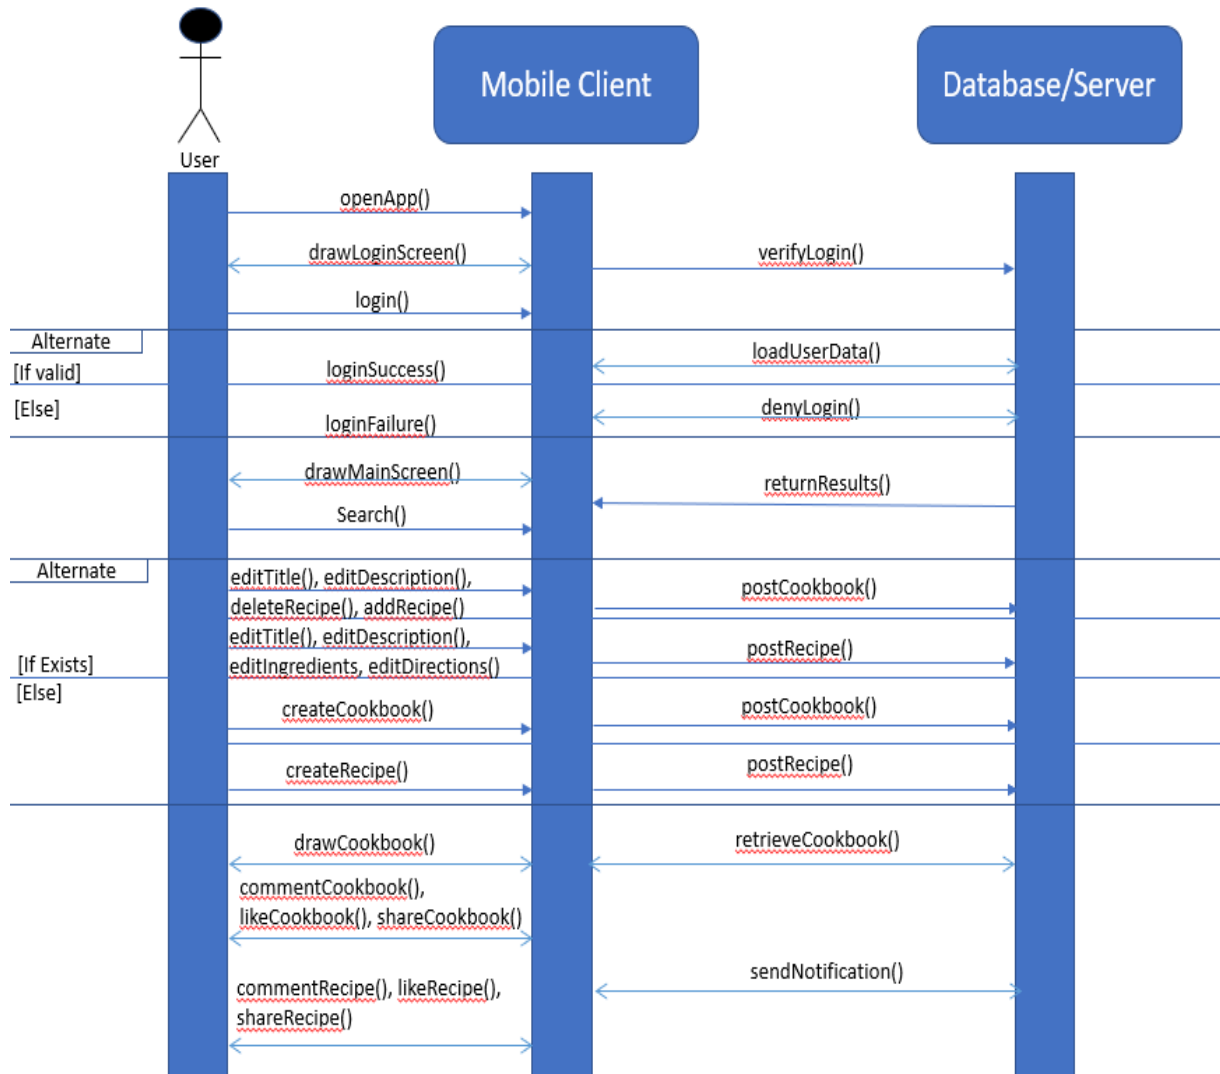 Mobile Client
Database/Server
User
openApp()
drawLoginScreen()
verifyLogin()
login()
Alternate
loadUserData()
[If valid]
loginSuccess()
[Else]
denyLogin()
loginFailure()
drawMainScreen()
returnResults()
Search()
Alternate
editTitle(), editDescription(),
deleteRecipe(), addRecipe()
postCookbook()
editTitle(), editDescription(),
editIngredients, editDirections()
postRecipe()
[If Exists]
[Else]
createCookbook()
postCookbook()
createRecipe()
postRecipe()
drawCookbook()
retrieveCookbook()
commentCookbook(),
likeCookbook(), shareCookbook()
sendNotification()
commentRecipe(), likeRecipe(),
shareRecipe()